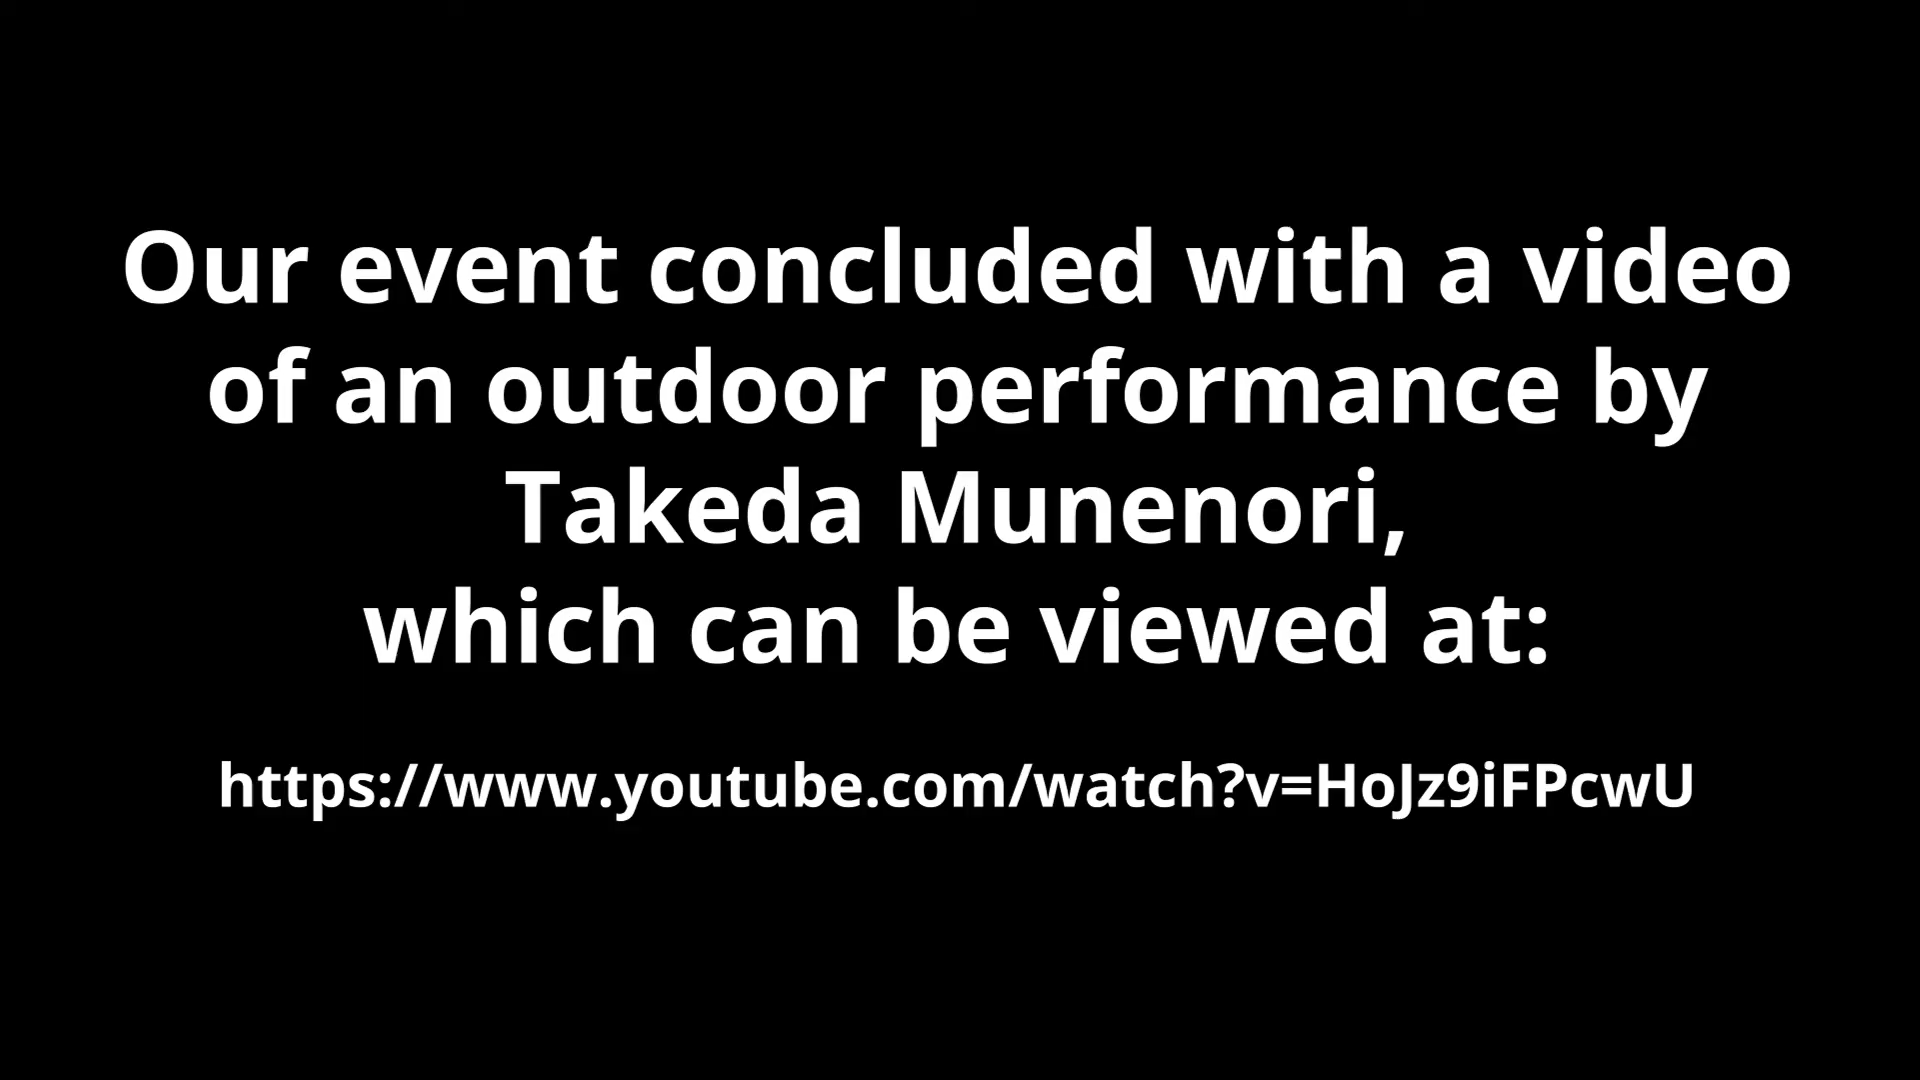 Our event concluded with a video
of an outdoor performance by
Takeda Munenori,
which can be viewed at:
https://www.youtube.com/watch?v=HoJz9iFPcwU